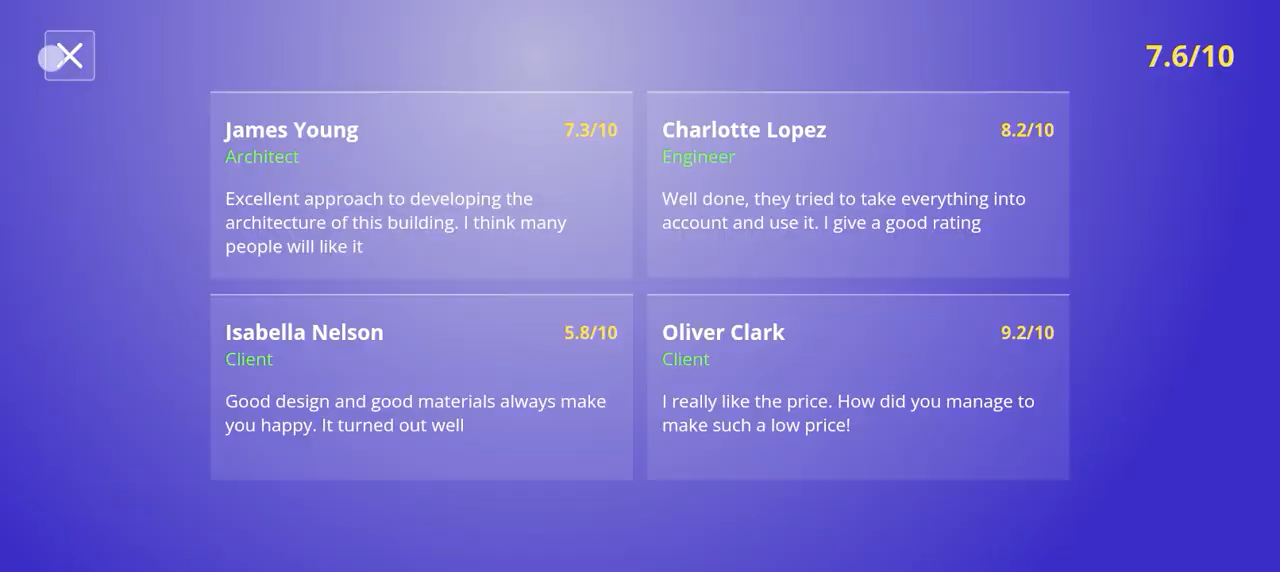 7.6/10
James Young 7.3/10
Architect
Excellent approach to developing the
architecture of this building. I think many
people will like it
Charlotte Lopez 8.2/10
Engineer
Well done, they tried to take everything into
account and use it. I give a good rating
Isabella Nelson 5.8/10
Client
Good design and good materials always make
you happy. It turned out well
Oliver Clark 9.2/10
Client
I really like the price. How did you manage to
make such a low price!